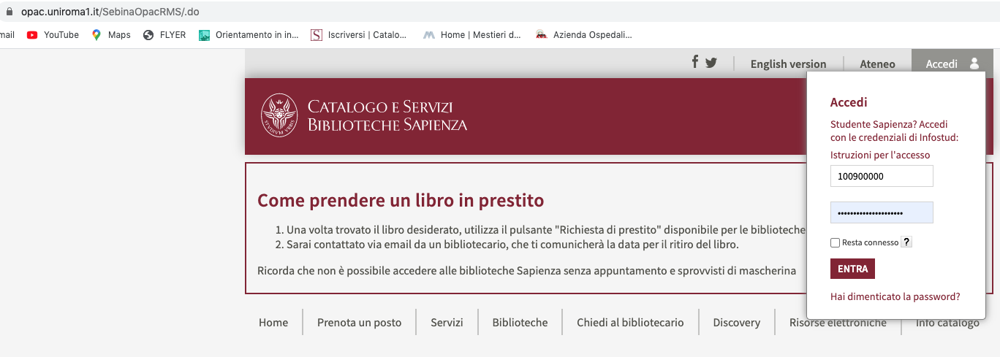 opac.uniroma1.it/SebinaOpacRMS/.do
mail YouTube Maps FLYER Orientamento in in... Iscriversi | Catalo... Home | Mestieri d... Azienda Ospedali...
English version Ateneo Accedi
CATALOGO E SERVIZI
BIBLIOTECHE SAPIENZA
STUDIUM URBIS
Accedi
Studente Sapienza? Accedi
con le credenziali di Infostud:
Istruzioni per l'accesso
100900000
•••••••••••••••••••••
Resta connesso ?
ENTRA
Hai dimenticato la password?
Come prendere un libro in prestito
1. Una volta trovato il libro desiderato, utilizza il pulsante "Richiesta di prestito" disponibile per le biblioteche
2. Sarai contattato via email da un bibliotecario, che ti comunicherà la data per il ritiro del libro.
Ricorda che non è possibile accedere alle biblioteche Sapienza senza appuntamento e sprovvisti di mascherina
Home Prenota un posto Servizi Biblioteche Chiedi al bibliotecario Discovery Risorse elettroniche Info catalogo